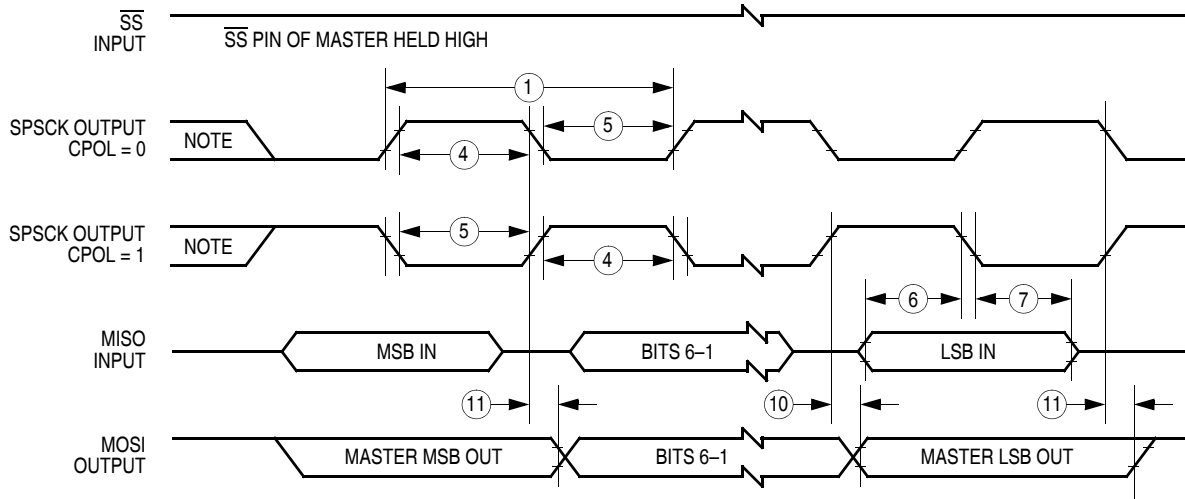 SS
INPUT
SS PIN OF MASTER HELD HIGH
1
SPSCK OUTPUT
CPOL = 0
NOTE
5
4
SPSCK OUTPUT
CPOL = 1
NOTE
5
4
6
7
MISO
INPUT
MSB IN
BITS 6–1
LSB IN
11
10
11
MOSI
OUTPUT
MASTER MSB OUT
BITS 6–1
MASTER LSB OUT